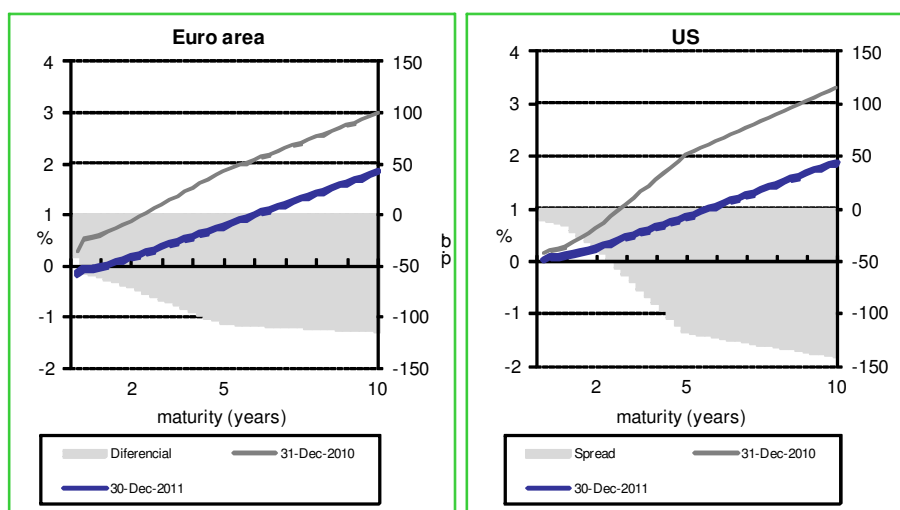 Euro area
4
3
2
1
0
-1
-2
%
150
100
50
0
-50
-100
-150
bp
2 5 10
maturity (years)
Diferencial 31-Dec-2010
30-Dec-2011
US
4
3
2
1
0
-1
-2
%
150
100
50
0
-50
-100
-150
2 5 10
maturity (years)
Spread 31-Dec-2010
30-Dec-2011